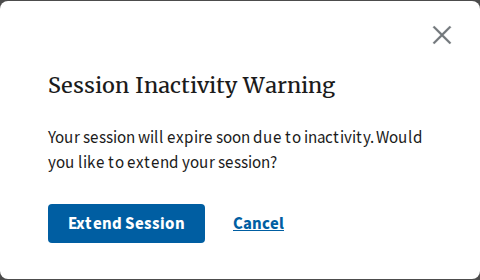 Session Inactivity Warning
Your session will expire soon due to inactivity. Would
you like to extend your session?
Extend Session
Cancel